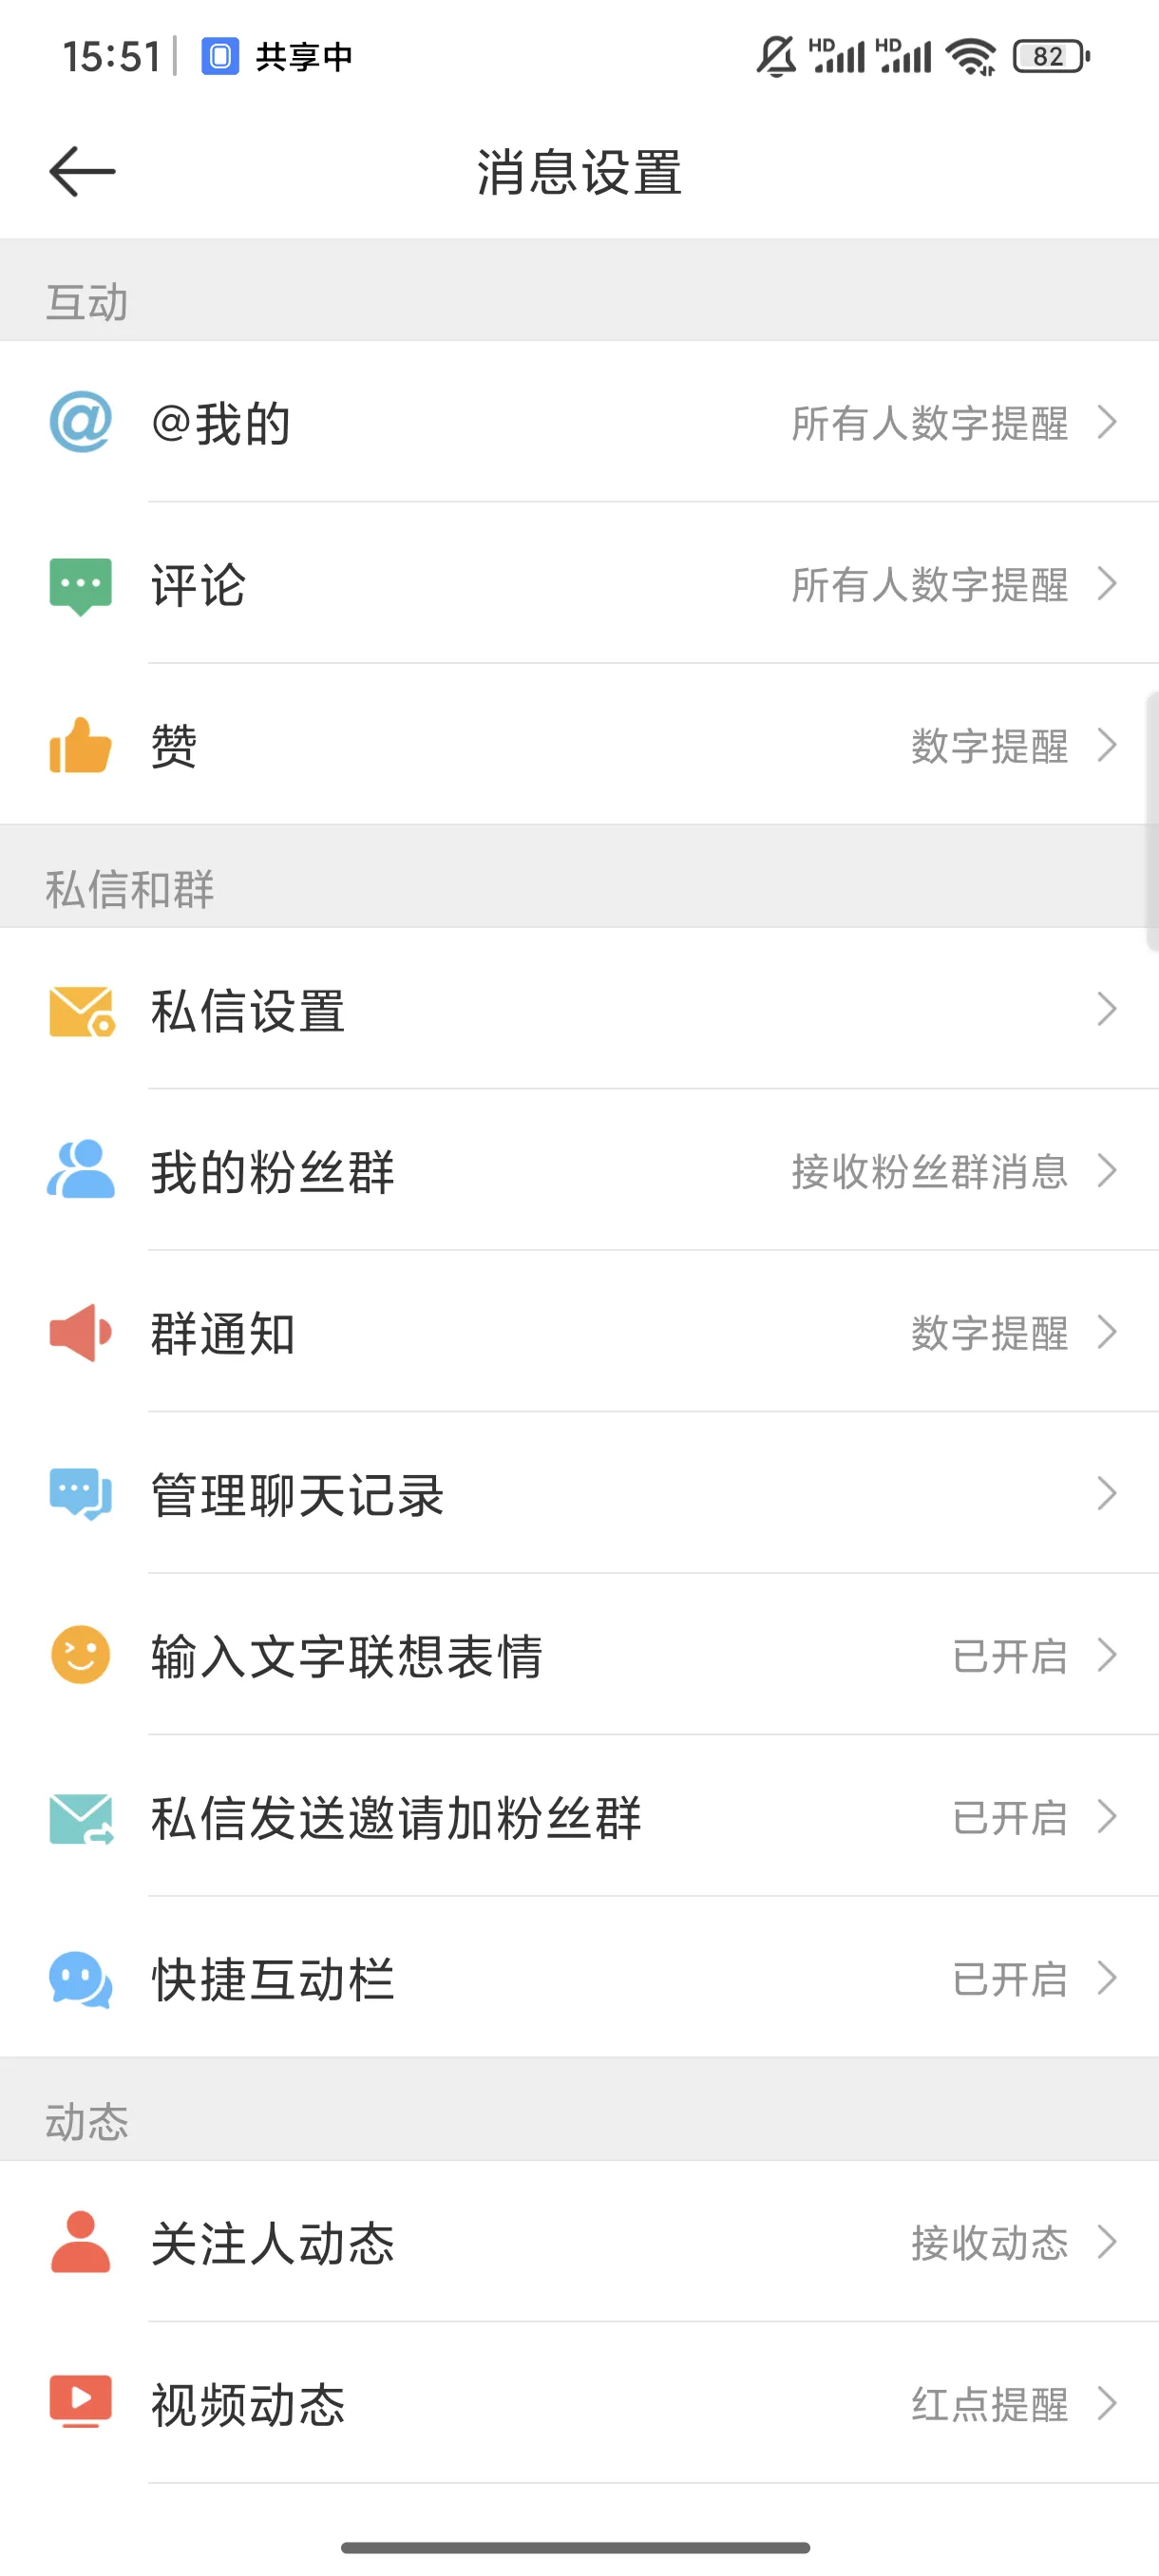 15:51 共享中 HD HD 82
消息设置
互动
@我的 所有人数字提醒
评论 所有人数字提醒
赞 数字提醒
私信和群
私信设置
我的粉丝群 接收粉丝群消息
群通知 数字提醒
管理聊天记录
输入文字联想表情 已开启
私信发送邀请加粉丝群 已开启
快捷互动栏 已开启
动态
关注人动态 接收动态
视频动态 红点提醒